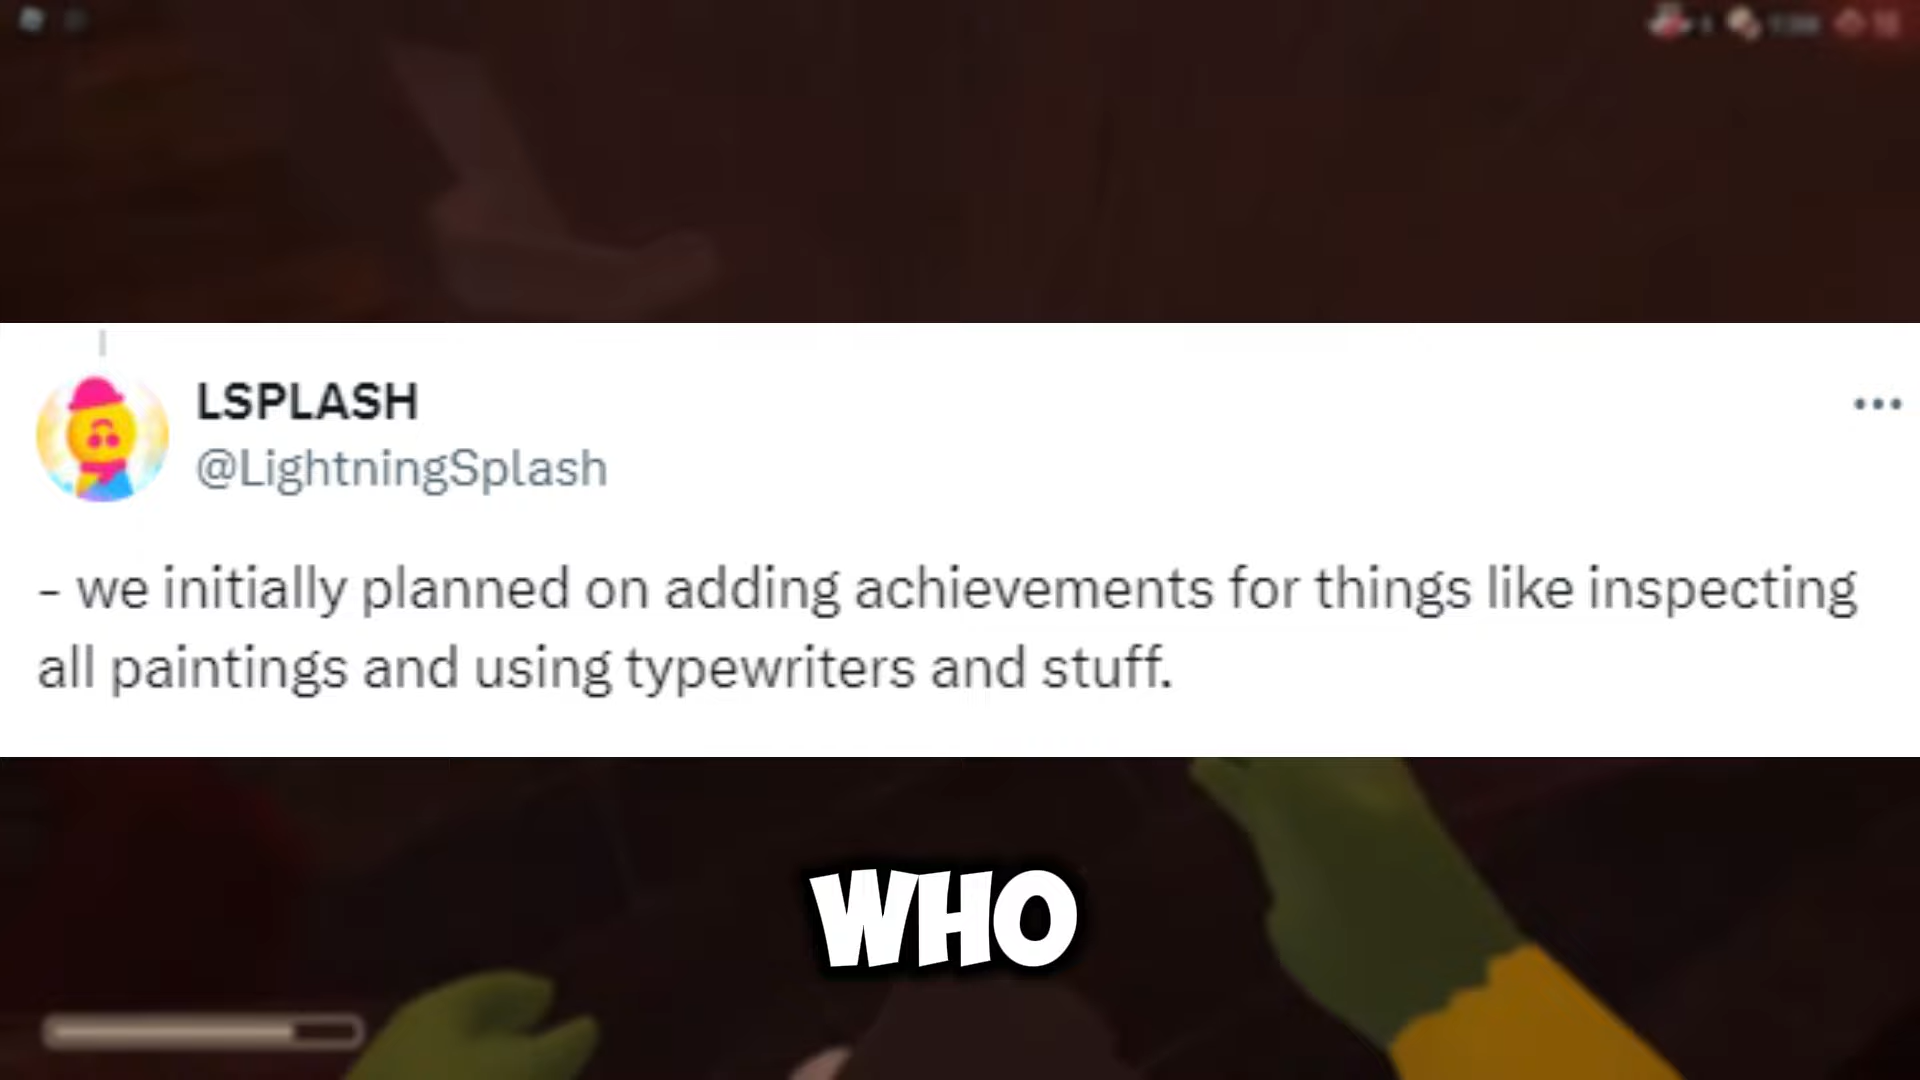 LSPLASH
@LightningSplash
- we initially planned on adding achievements for things like inspecting
all paintings and using typewriters and stuff.
WHO